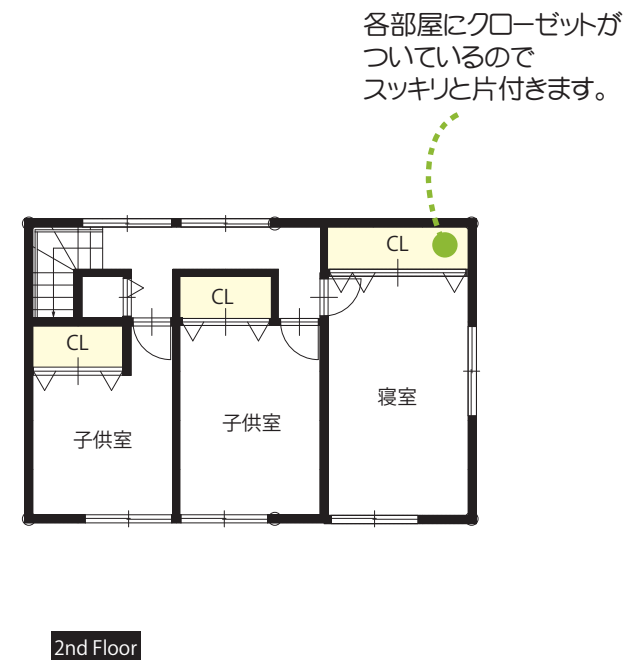 各部屋にクローゼットが
ついているので
スッキリと片付きます。
CL
CL
CL
寝室
子供室
子供室
2nd Floor